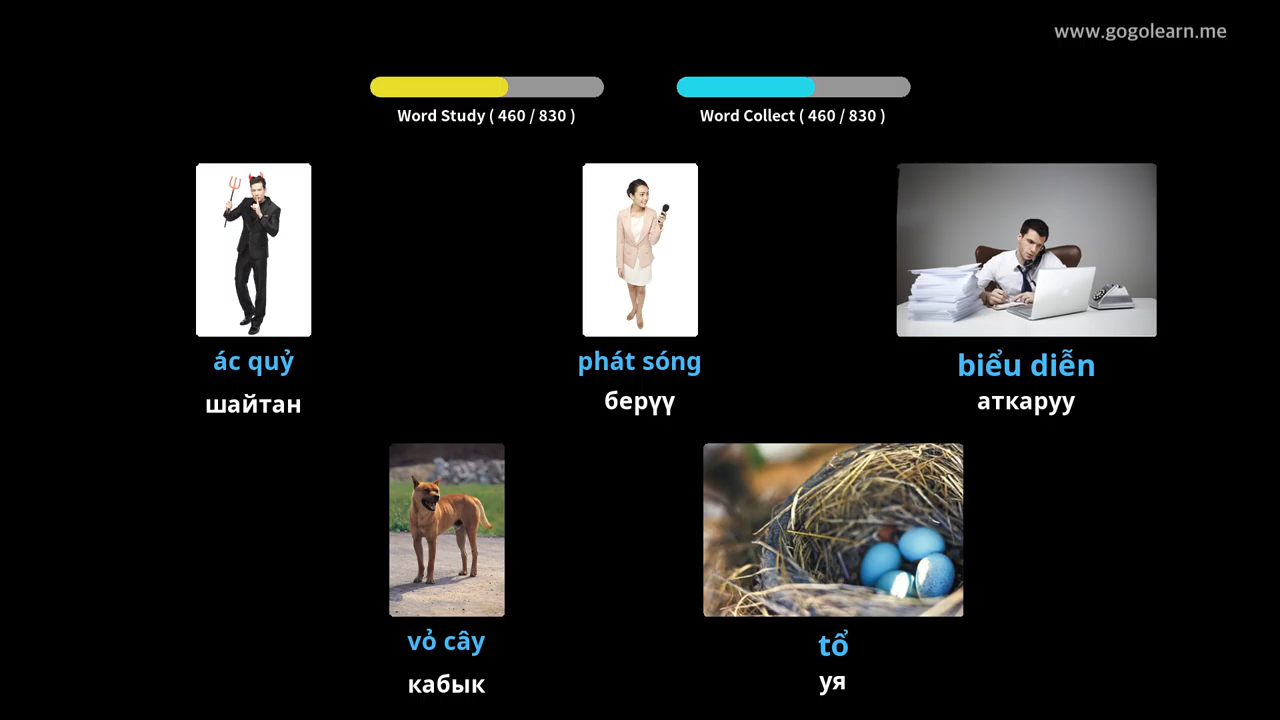 www.gogolearn.me
Word Study ( 460 / 830 )
Word Collect ( 460 / 830 )
ác quỷ
шайтан
phát sóng
берүү
biểu diễn
аткаруу
vỏ cây
кабык
tổ
уя